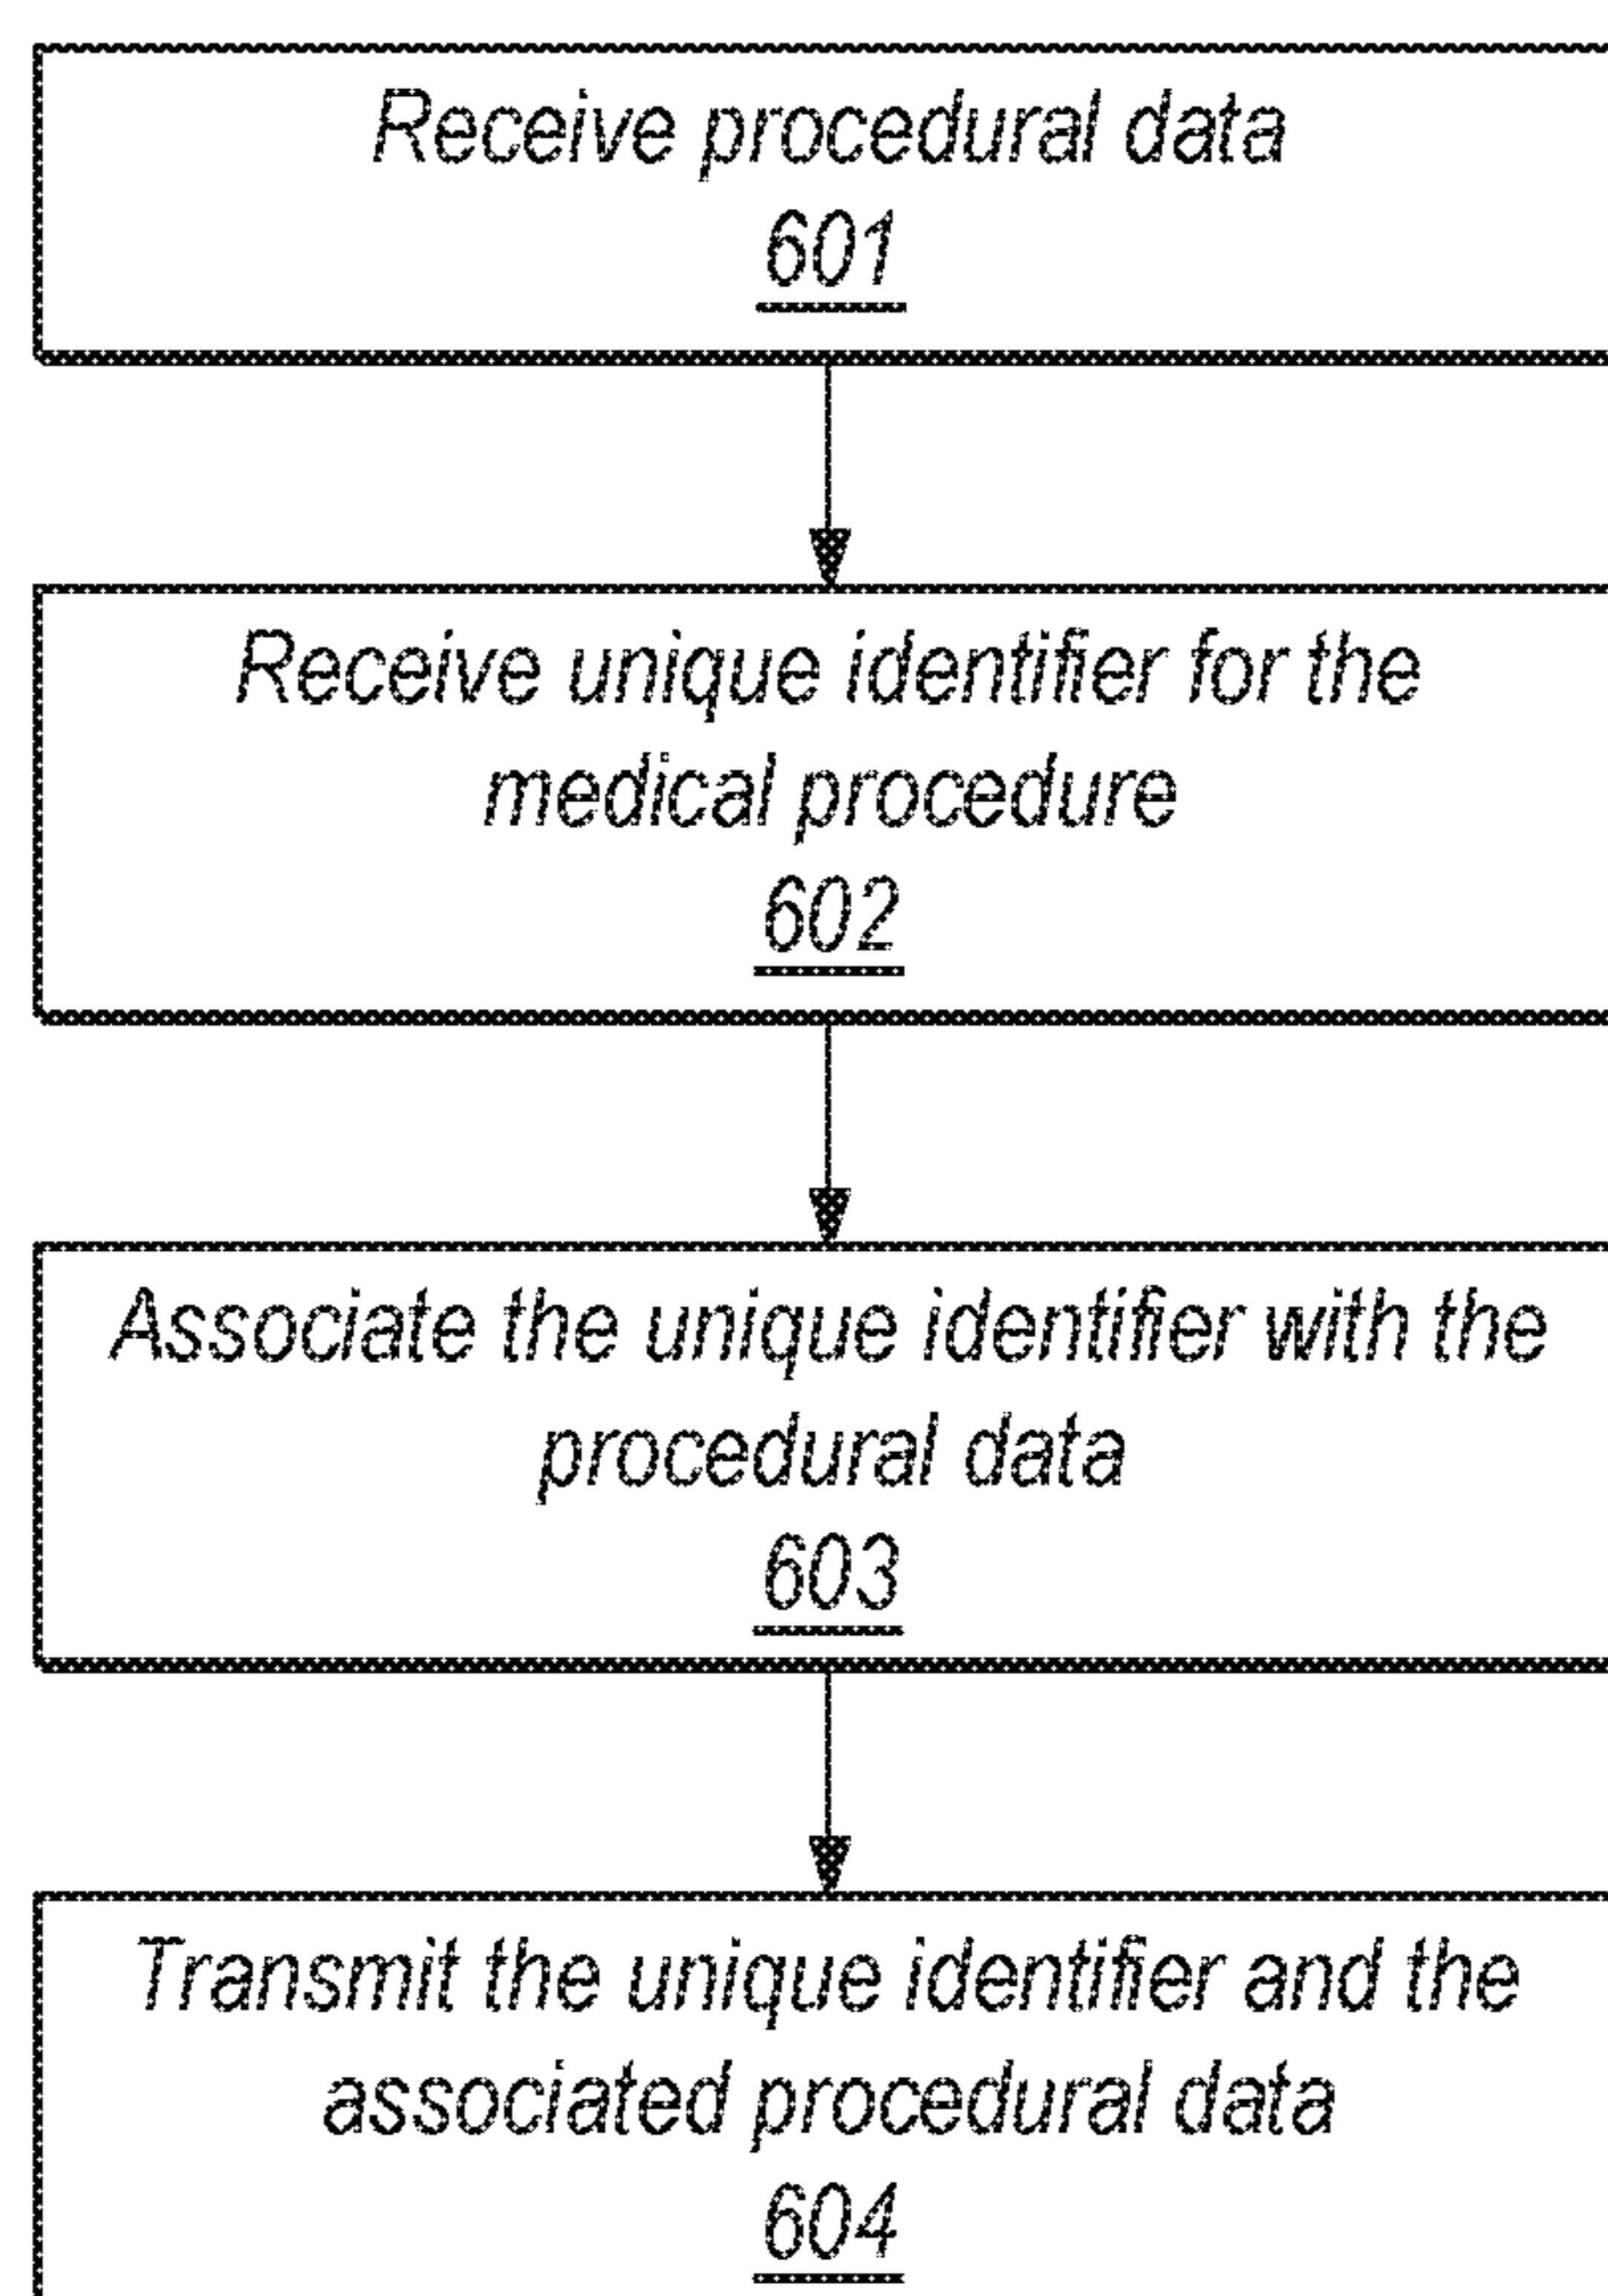 Receive procedural data
601
Receive unique identifier for the
medical procedure
602
Associate the unique identifier with the
procedural data
603
Transmit the unique identifier and the
associated procedural data
604